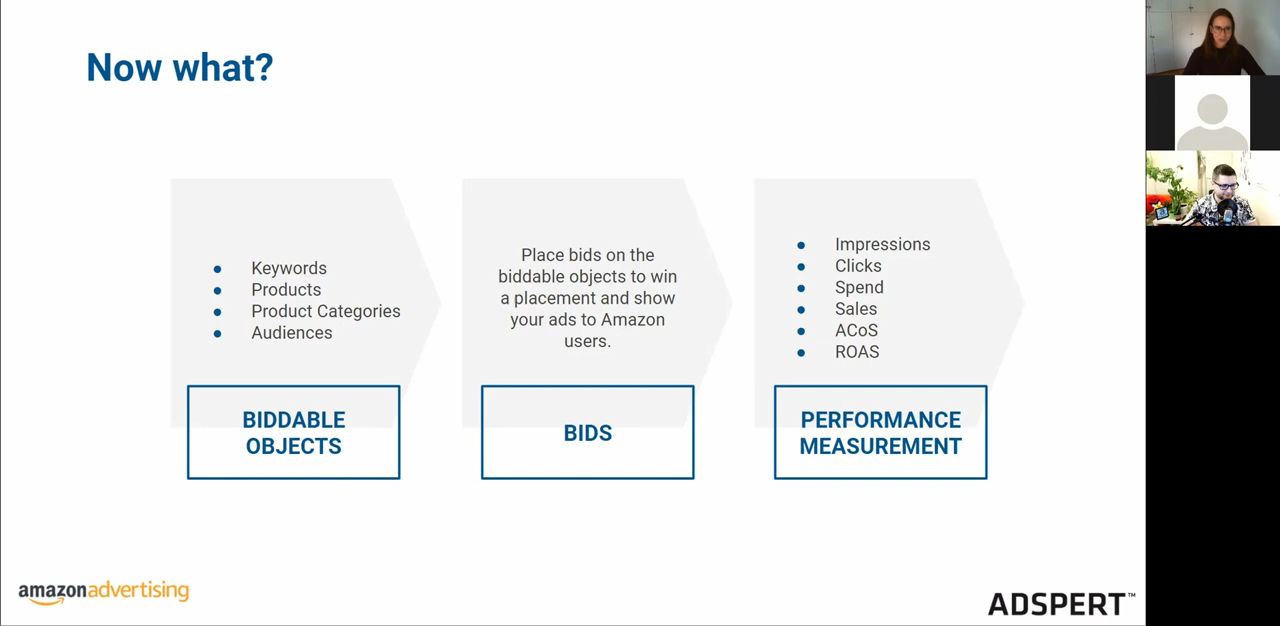 Now what?
Keywords
Products
Product Categories
Audiences
BIDDABLE
OBJECTS
Place bids on the
biddable objects to win
a placement and show
your ads to Amazon
users.
BIDS
Impressions
Clicks
Spend
Sales
ACoS
ROAS
PERFORMANCE
MEASUREMENT
amazonadvertising
ADSPERT™